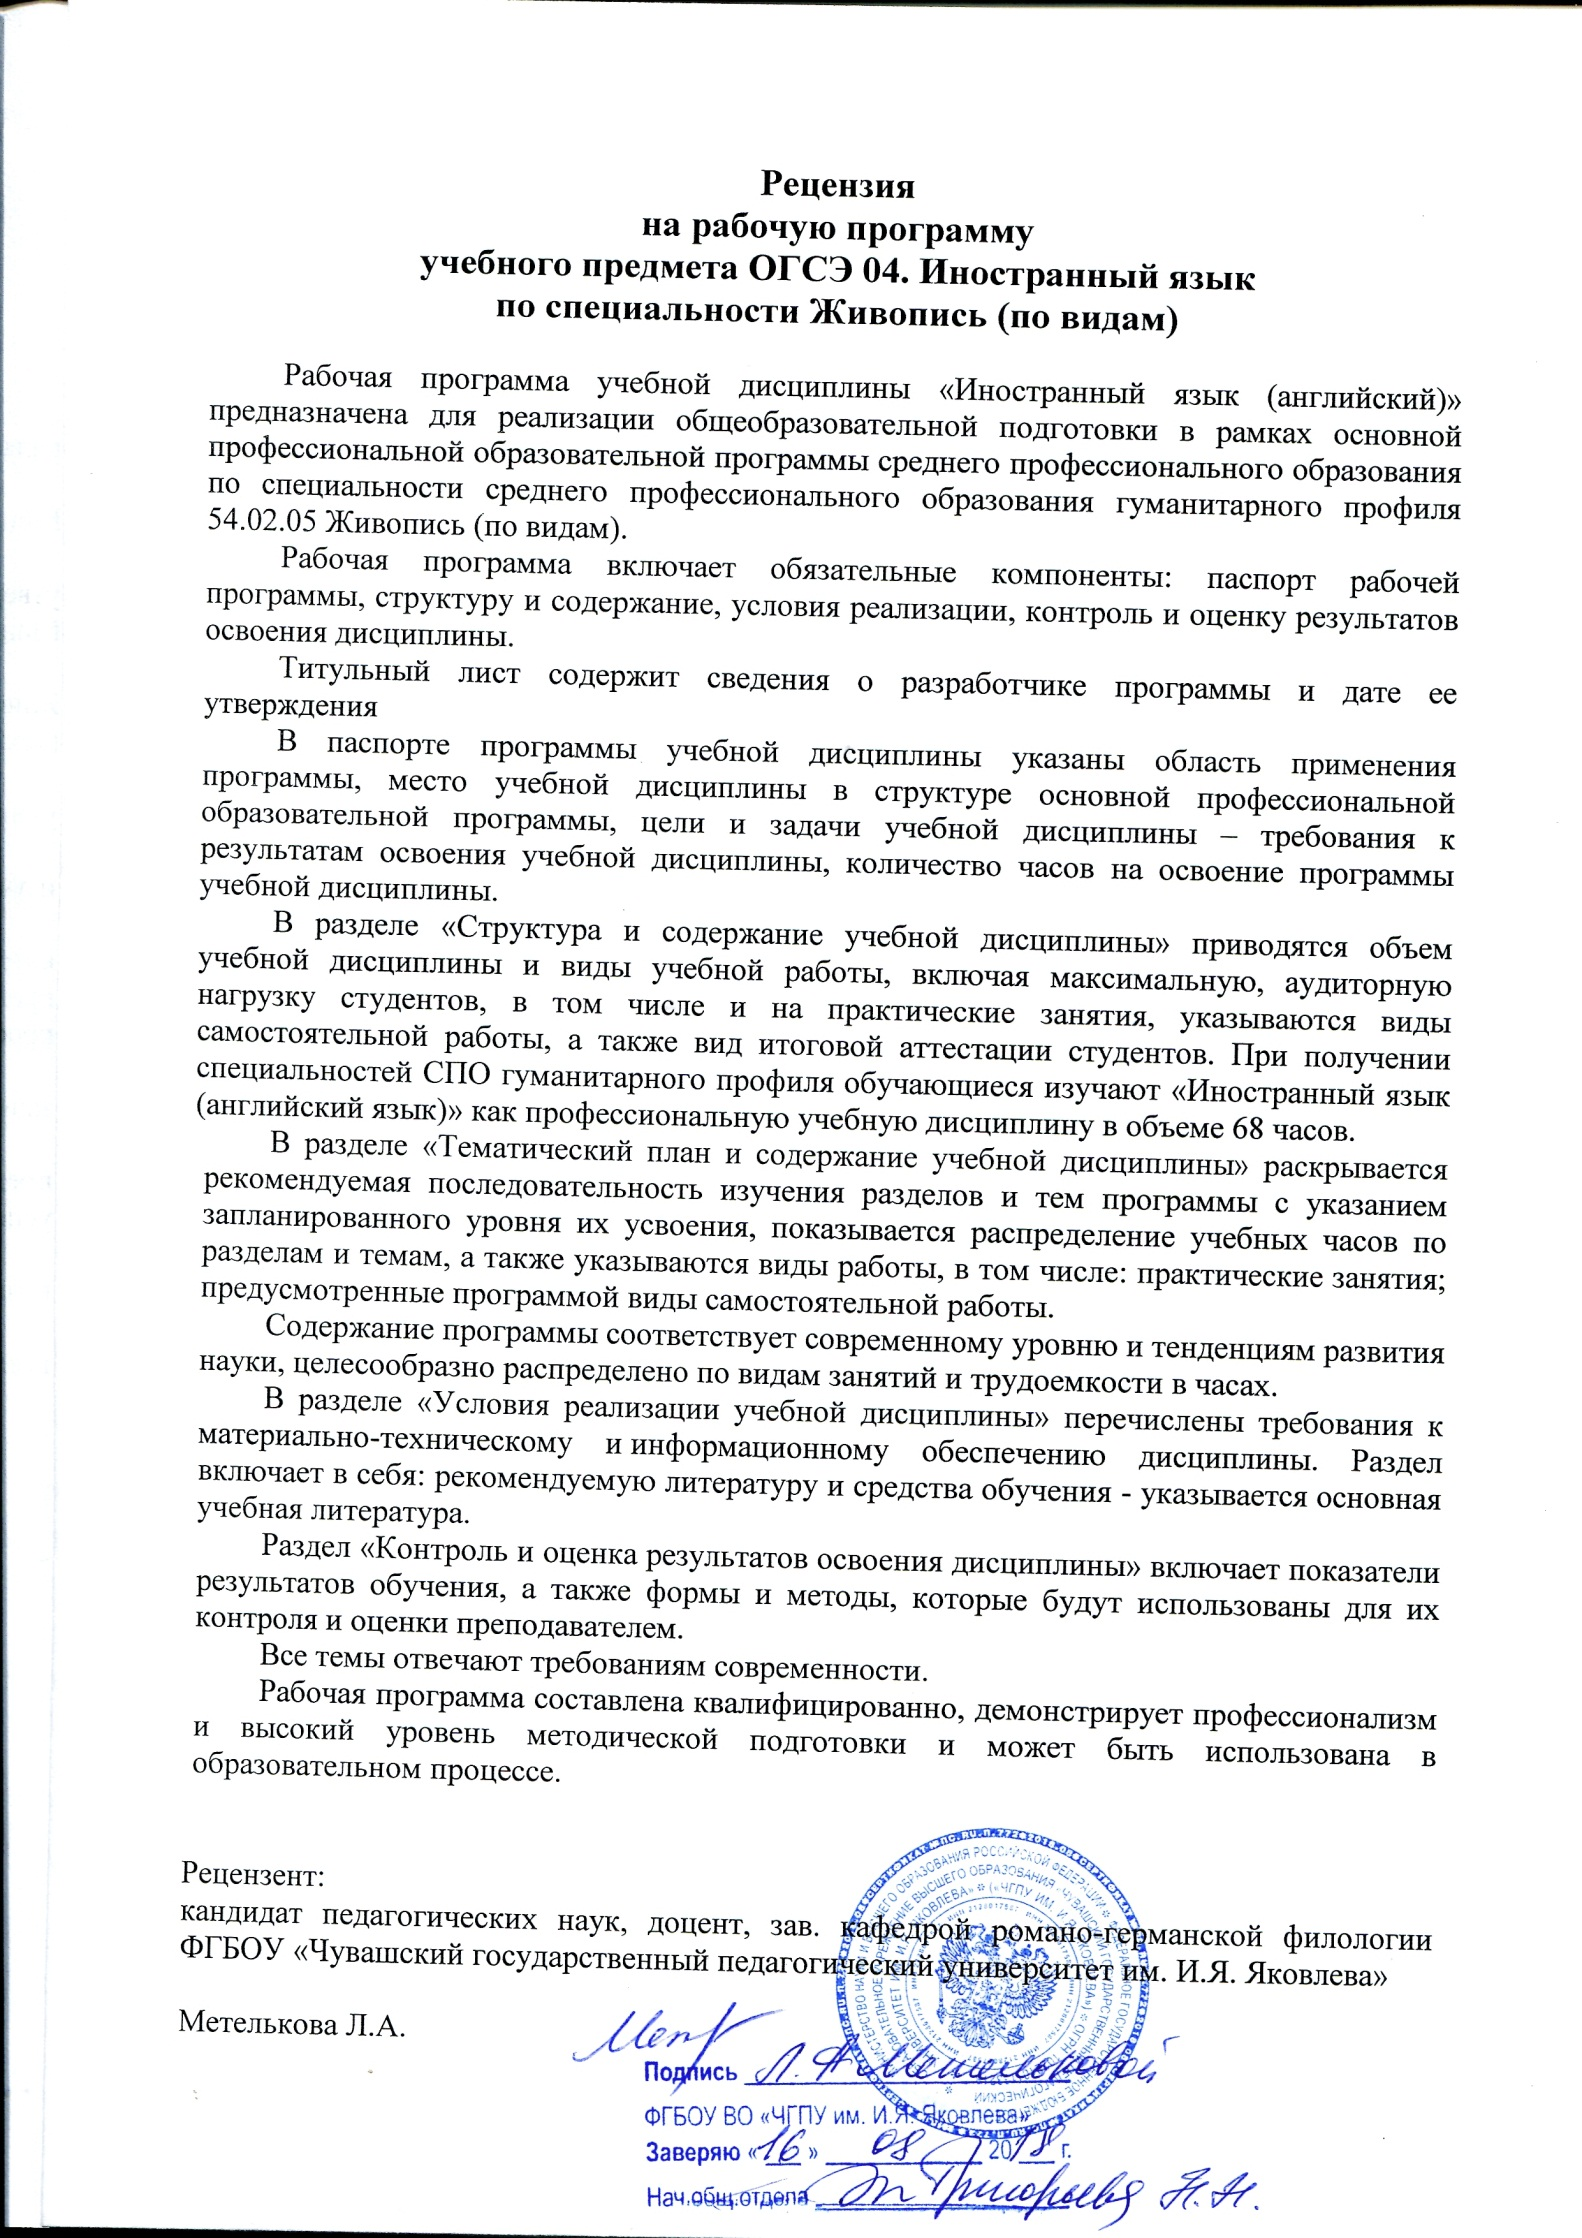 Рецензия
на рабочую программу
учебного предмета ОГСЭ 04. Иностранный язык
по специальности Живопись (по видам)
Рабочая программа учебной дисциплины «Иностранный язык (английский)»
предназначена для реализации общеобразовательной подготовки в рамках основной
профессиональной образовательной программы среднего профессионального образования
по специальности среднего профессионального образования гуманитарного профиля
54.02.05 Живопись (по видам).
Рабочая программа включает обязательные компоненты: паспорт рабочей
программы, структуру и содержание, условия реализации, контроль и оценку результатов
освоения дисциплины.
Титульный лист содержит сведения о разработчике программы и дате ее
утверждения
В паспорте программы учебной дисциплины указаны область применения
программы, место учебной дисциплины в структуре основной профессиональной
образовательной программы, цели и задачи учебной дисциплины – требования к
результатам освоения учебной дисциплины, количество часов на освоение программы
учебной дисциплины.
В разделе «Структура и содержание учебной дисциплины» приводятся объем
учебной дисциплины и виды учебной работы, включая максимальную, аудиторную
нагрузку студентов, в том числе и на практические занятия, указываются виды
самостоятельной работы, а также вид итоговой аттестации студентов. При получении
специальностей СПО гуманитарного профиля обучающиеся изучают «Иностранный язык
(английский язык)» как профессиональную учебную дисциплину в объеме 68 часов.
В разделе «Тематический план и содержание учебной дисциплины» раскрывается
рекомендуемая последовательность изучения разделов и тем программы с указанием
запланированного уровня их усвоения, показывается распределение учебных часов по
разделам и темам, а также указываются виды работы, в том числе: практические занятия;
предусмотренные программой виды самостоятельной работы.
Содержание программы соответствует современному уровню и тенденциям развития
науки, целесообразно распределено по видам занятий и трудоемкости в часах.
В разделе «Условия реализации учебной дисциплины» перечислены требования к
материально-техническому и информационному обеспечению дисциплины. Раздел
включает в себя: рекомендуемую литературу и средства обучения - указывается основная
учебная литература.
Раздел «Контроль и оценка результатов освоения дисциплины» включает показатели
результатов обучения, а также формы и методы, которые будут использованы для их
контроля и оценки преподавателем.
Все темы отвечают требованиям современности.
Рабочая программа составлена квалифицированно, демонстрирует профессионализм
и высокий уровень методической подготовки и может быть использована в
образовательном процессе.
Рецензент:
кандидат педагогических наук, доцент, зав. кафедрой романо-германской филологии
ФГБОУ «Чувашский государственный педагогический университет им. И.Я. Яковлева»
Метелькова Л.А.
Подпись Л.А. Метельковой
ФГБОУ ВО «ЧГПУ им. И.Я. Яковлева»
Заверяю «16» 08 2018 г.
Нач.общ.отдела Григорьева Н.Н.